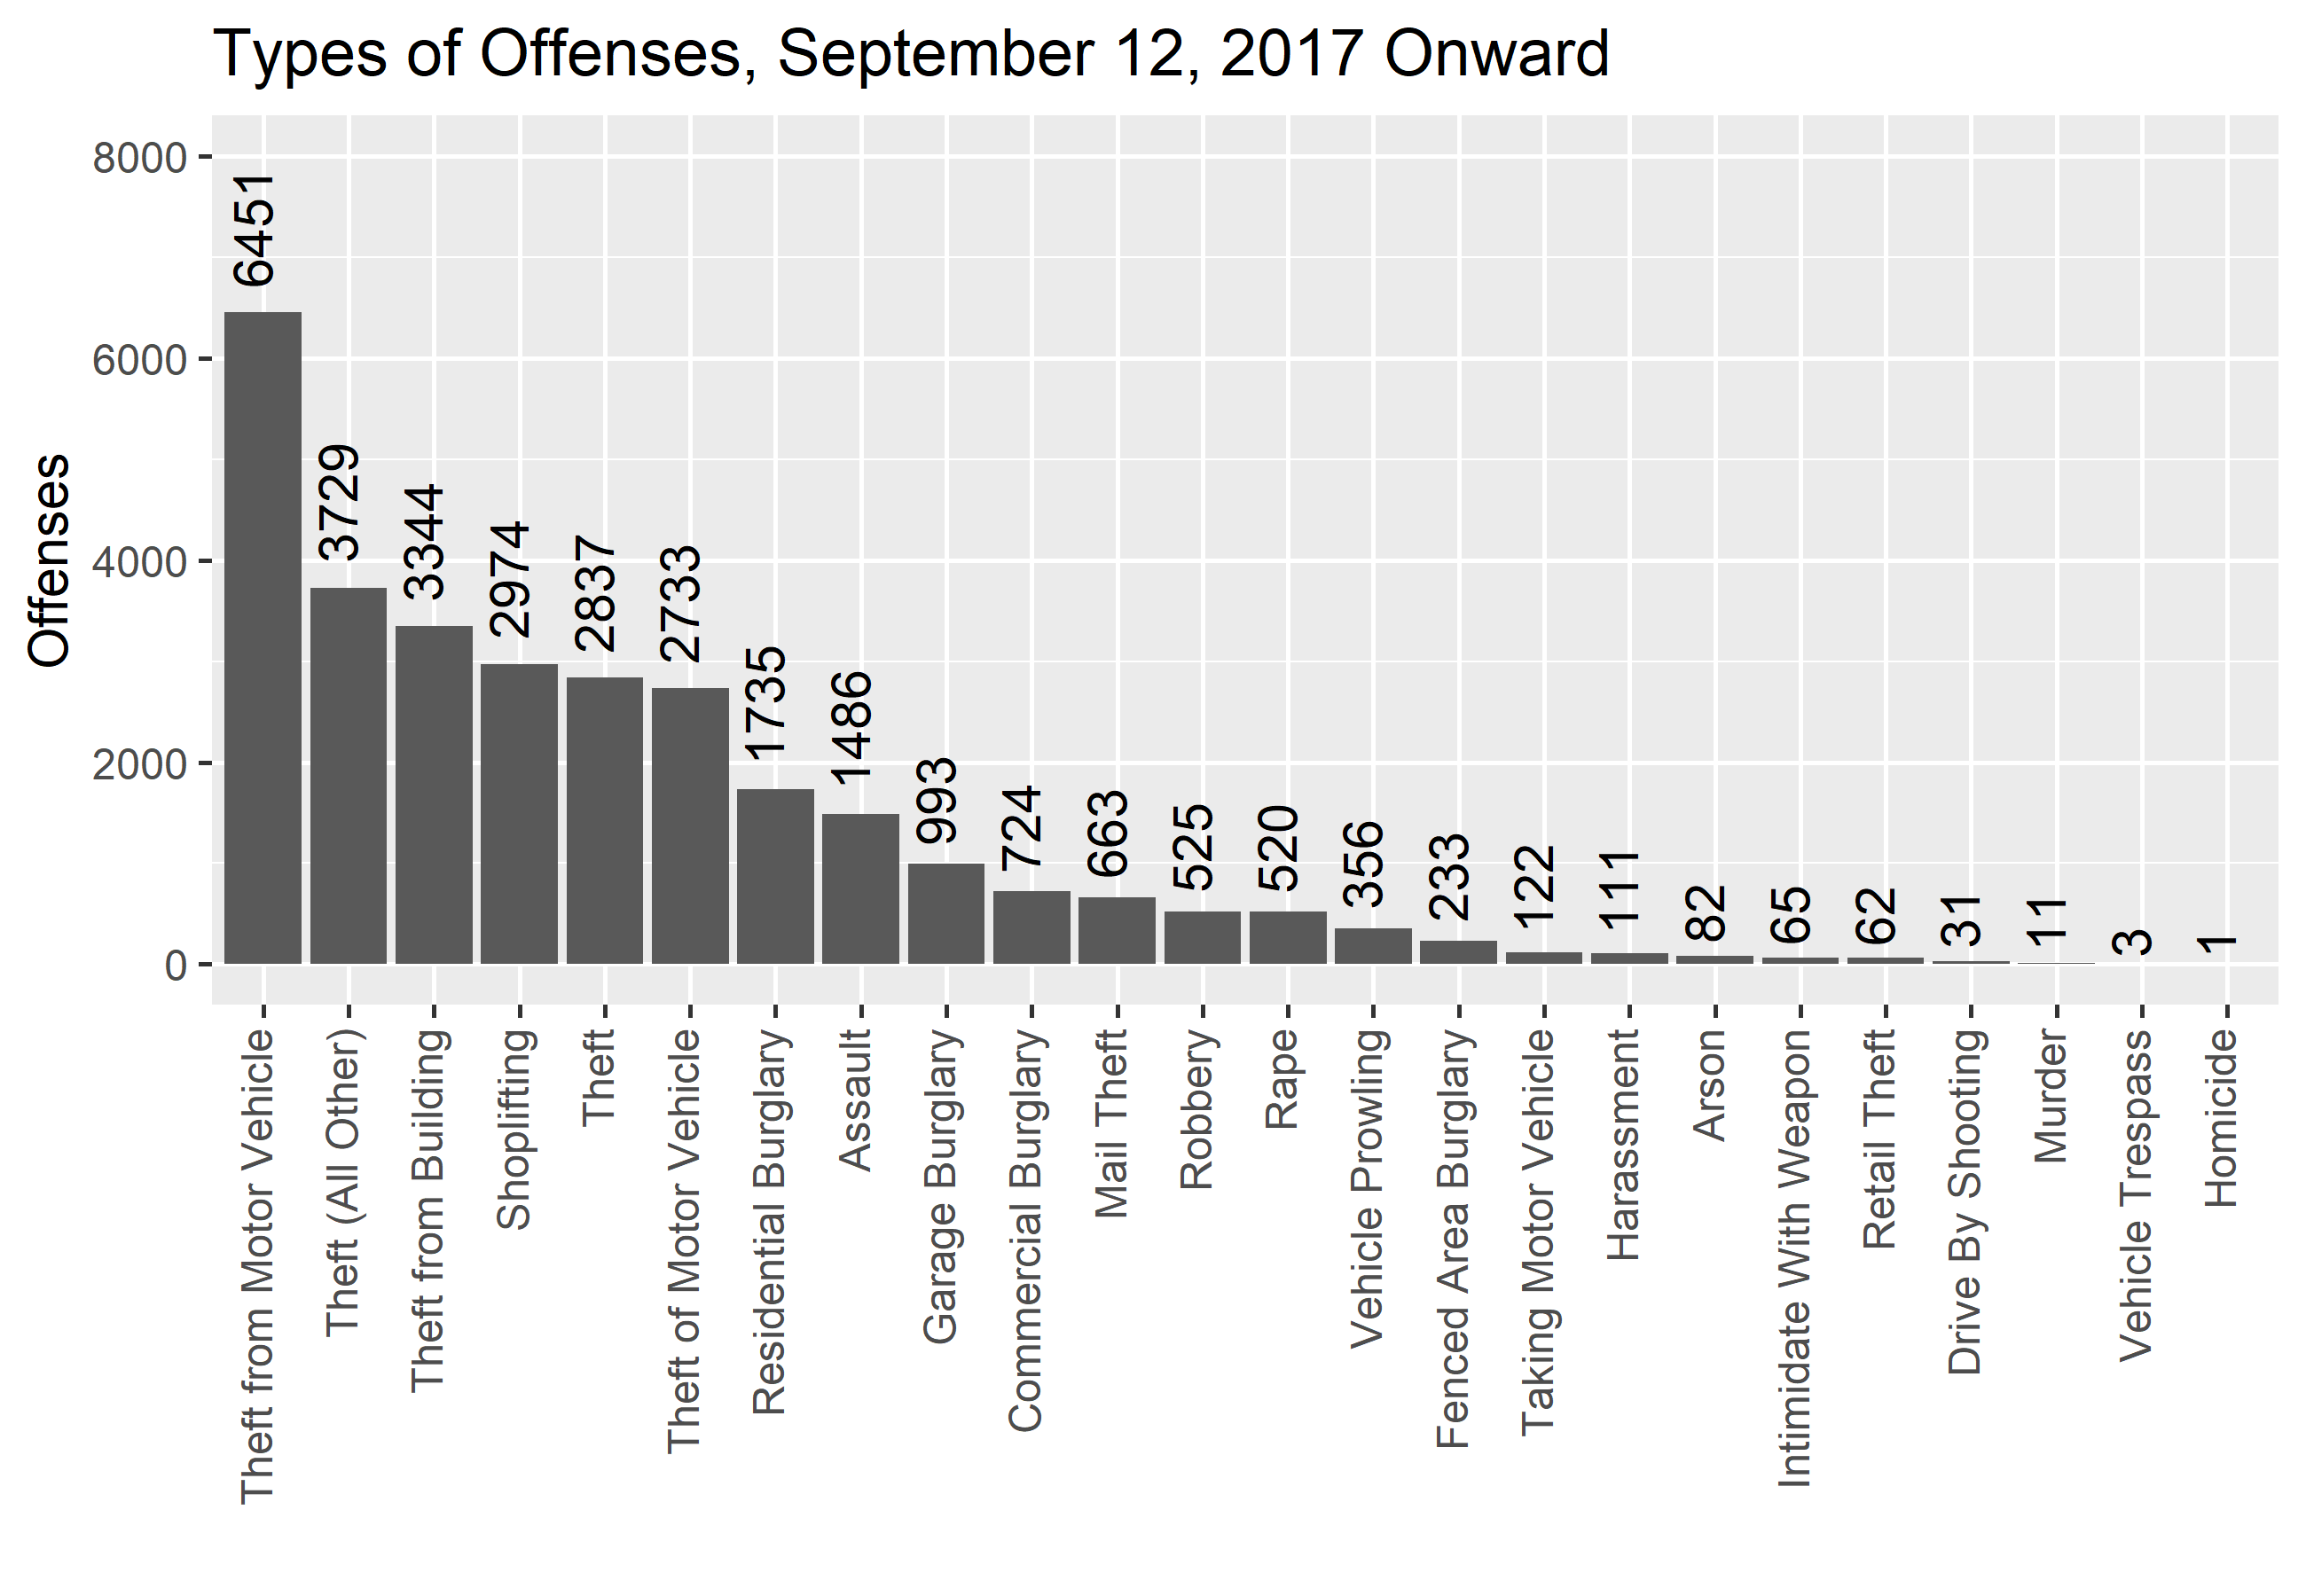 Types of Offenses, September 12, 2017 Onward
Offenses
8000
6000
4000
2000
0
6451
3729
3344
2974
2837
2733
1735
1486
993
724
663
525
520
356
233
122
111
82
65
62
31
11
3
1
Theft from Motor Vehicle
Theft (All Other)
Theft from Building
Shoplifting
Theft
Theft of Motor Vehicle
Residential Burglary
Assault
Garage Burglary
Commercial Burglary
Mail Theft
Robbery
Rape
Vehicle Prowling
Fenced Area Burglary
Taking Motor Vehicle
Harassment
Arson
Intimidate With Weapon
Retail Theft
Drive By Shooting
Murder
Vehicle Trespass
Homicide